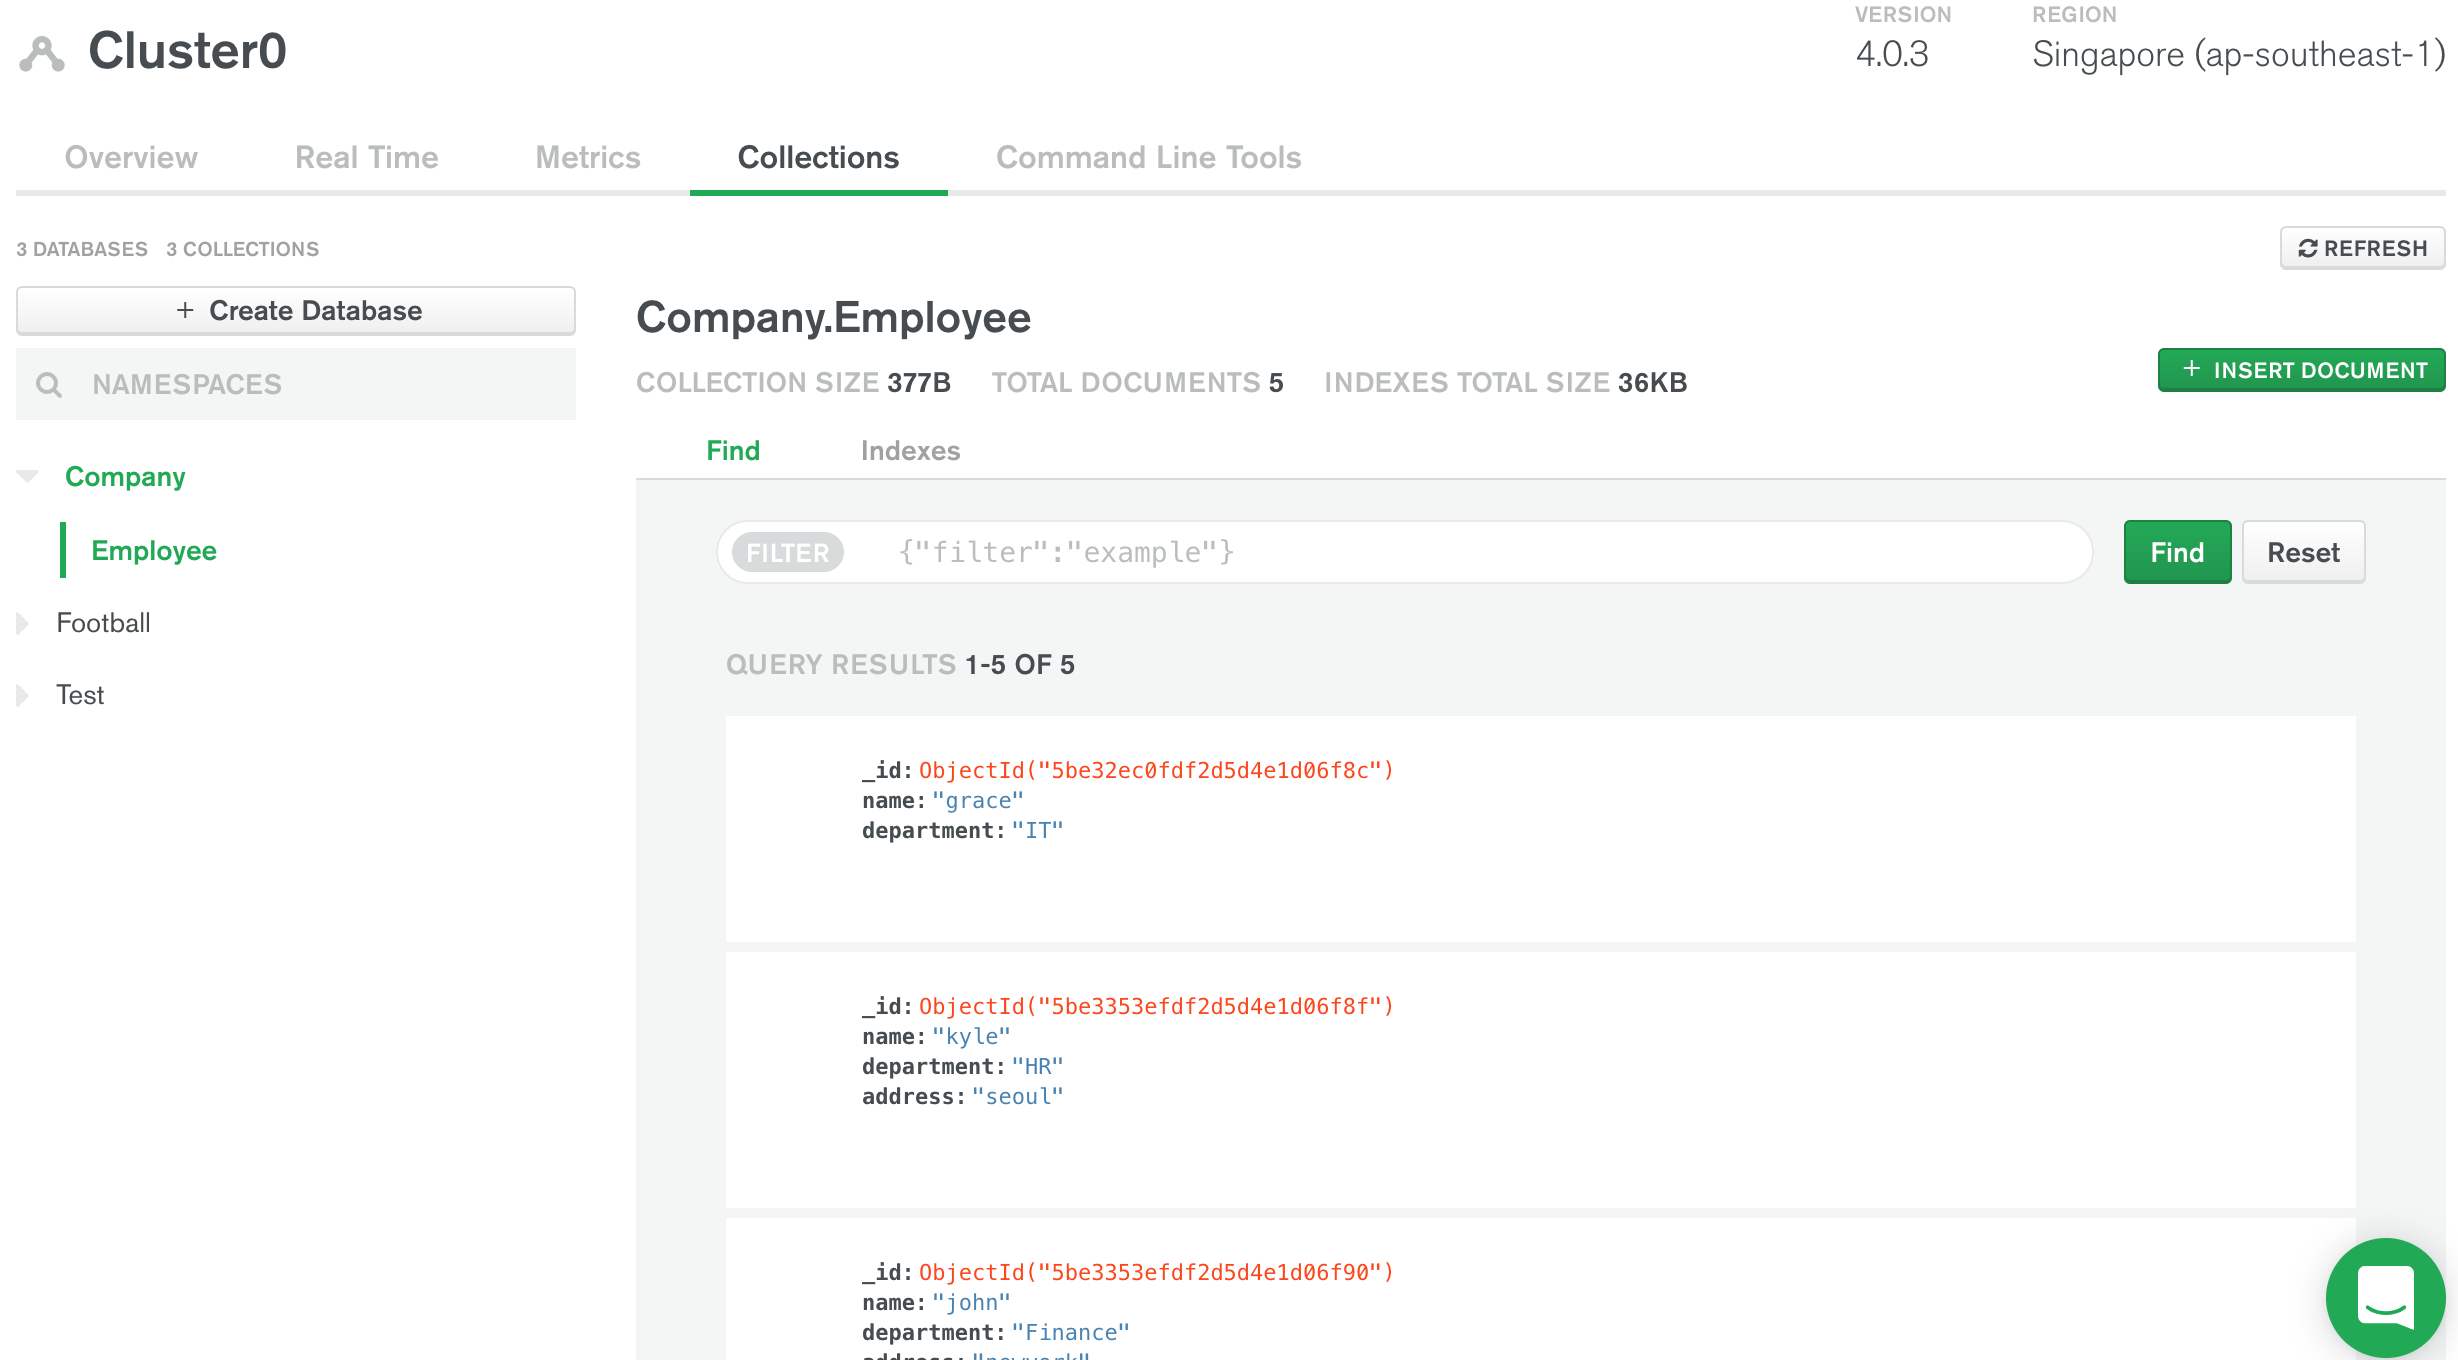 Cluster0
VERSION
4.0.3
REGION
Singapore (ap-southeast-1)
Overview Real Time Metrics Collections Command Line Tools
3 DATABASES 3 COLLECTIONS
REFRESH
+ Create Database
NAMESPACES
Company
Employee
Football
Test
Company.Employee
COLLECTION SIZE 377B TOTAL DOCUMENTS 5 INDEXES TOTAL SIZE 36KB
+ INSERT DOCUMENT
Find Indexes
FILTER {"filter":"example"}
Find Reset
QUERY RESULTS 1-5 OF 5
_id: ObjectId("5be32ec0fdf2d5d4e1d06f8c")
name: "grace"
department: "IT"
_id: ObjectId("5be3353efdf2d5d4e1d06f8f")
name: "kyle"
department: "HR"
address: "seoul"
_id: ObjectId("5be3353efdf2d5d4e1d06f90")
name: "john"
department: "Finance"
address: "newyork"